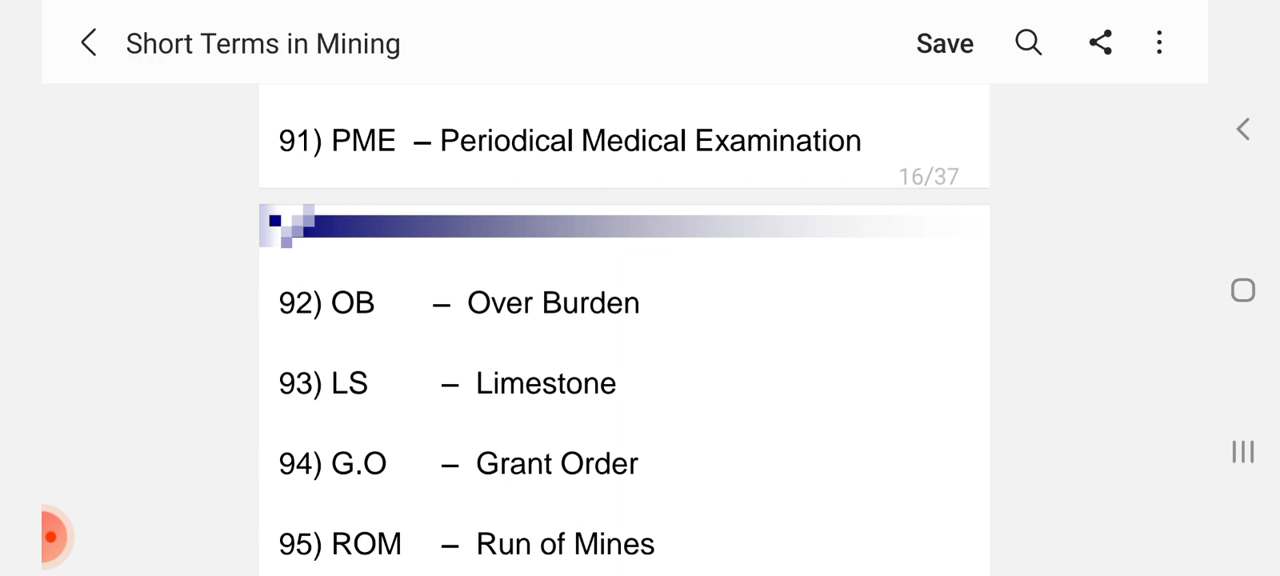 Short Terms in Mining
Save
91) PME – Periodical Medical Examination
16/37
92) OB – Over Burden
93) LS – Limestone
94) G.O – Grant Order
95) ROM – Run of Mines